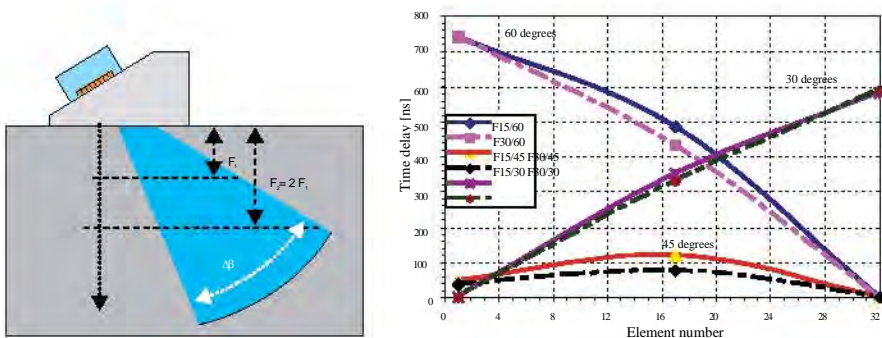 F₁
F₂= 2 F₁
Δβ
800
700
600
500
400
300
200
100
0
Time delay [ns]
60 degrees
30 degrees
45 degrees
F15/60
F30/60
F15/45 F30/45
F15/30 F30/30
0 4 8 12 16 20 24 28 32
Element number